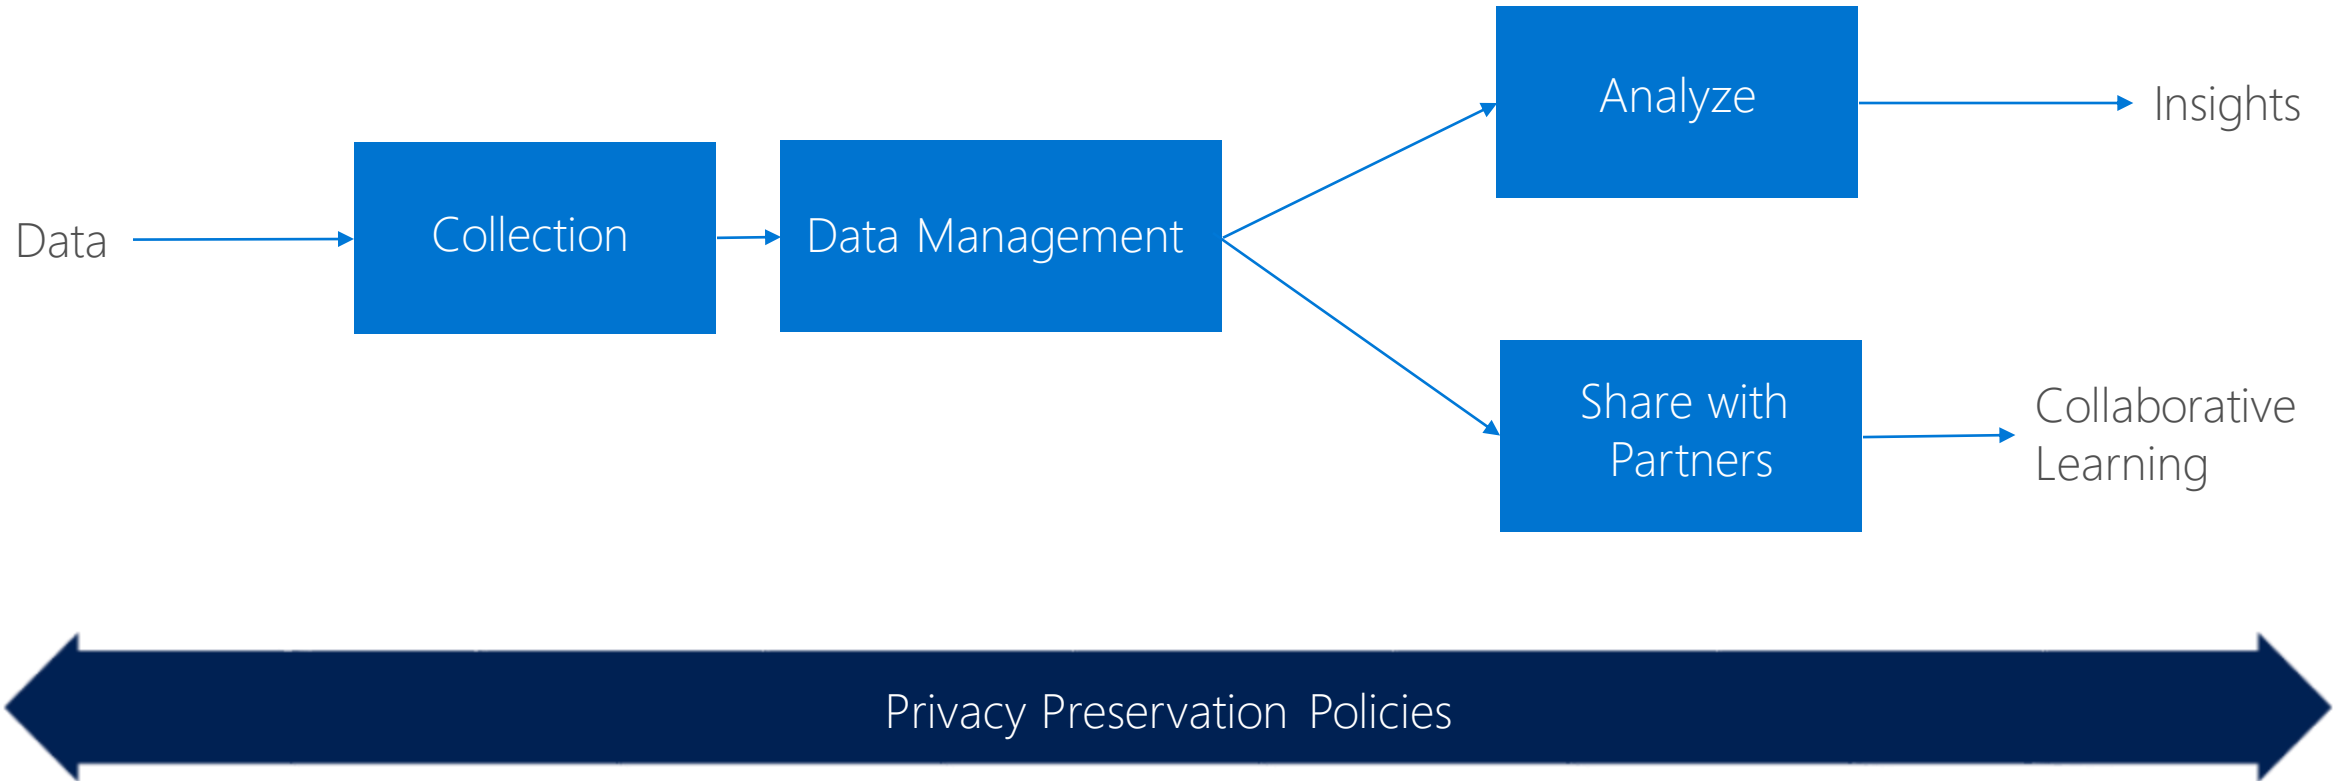 Data
Collection
Data Management
Analyze
Insights
Share with
Partners
Collaborative
Learning
Privacy Preservation Policies